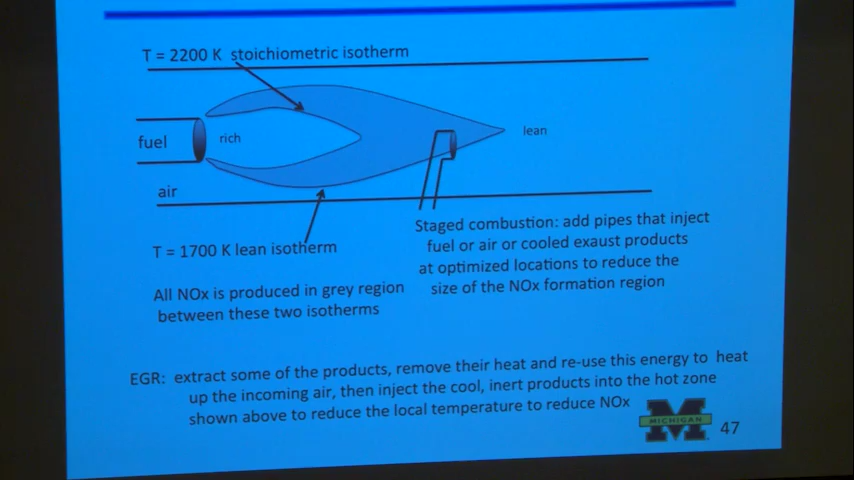 T = 2200 K stoichiometric isotherm
fuel
rich
lean
air
T = 1700 K lean isotherm
All NOx is produced in grey region
between these two isotherms
Staged combustion: add pipes that inject
fuel or air or cooled exaust products
at optimized locations to reduce the
size of the NOx formation region
EGR: extract some of the products, remove their heat and re-use this energy to heat
up the incoming air, then inject the cool, inert products into the hot zone
shown above to reduce the local temperature to reduce NOx
MICHIGAN
47